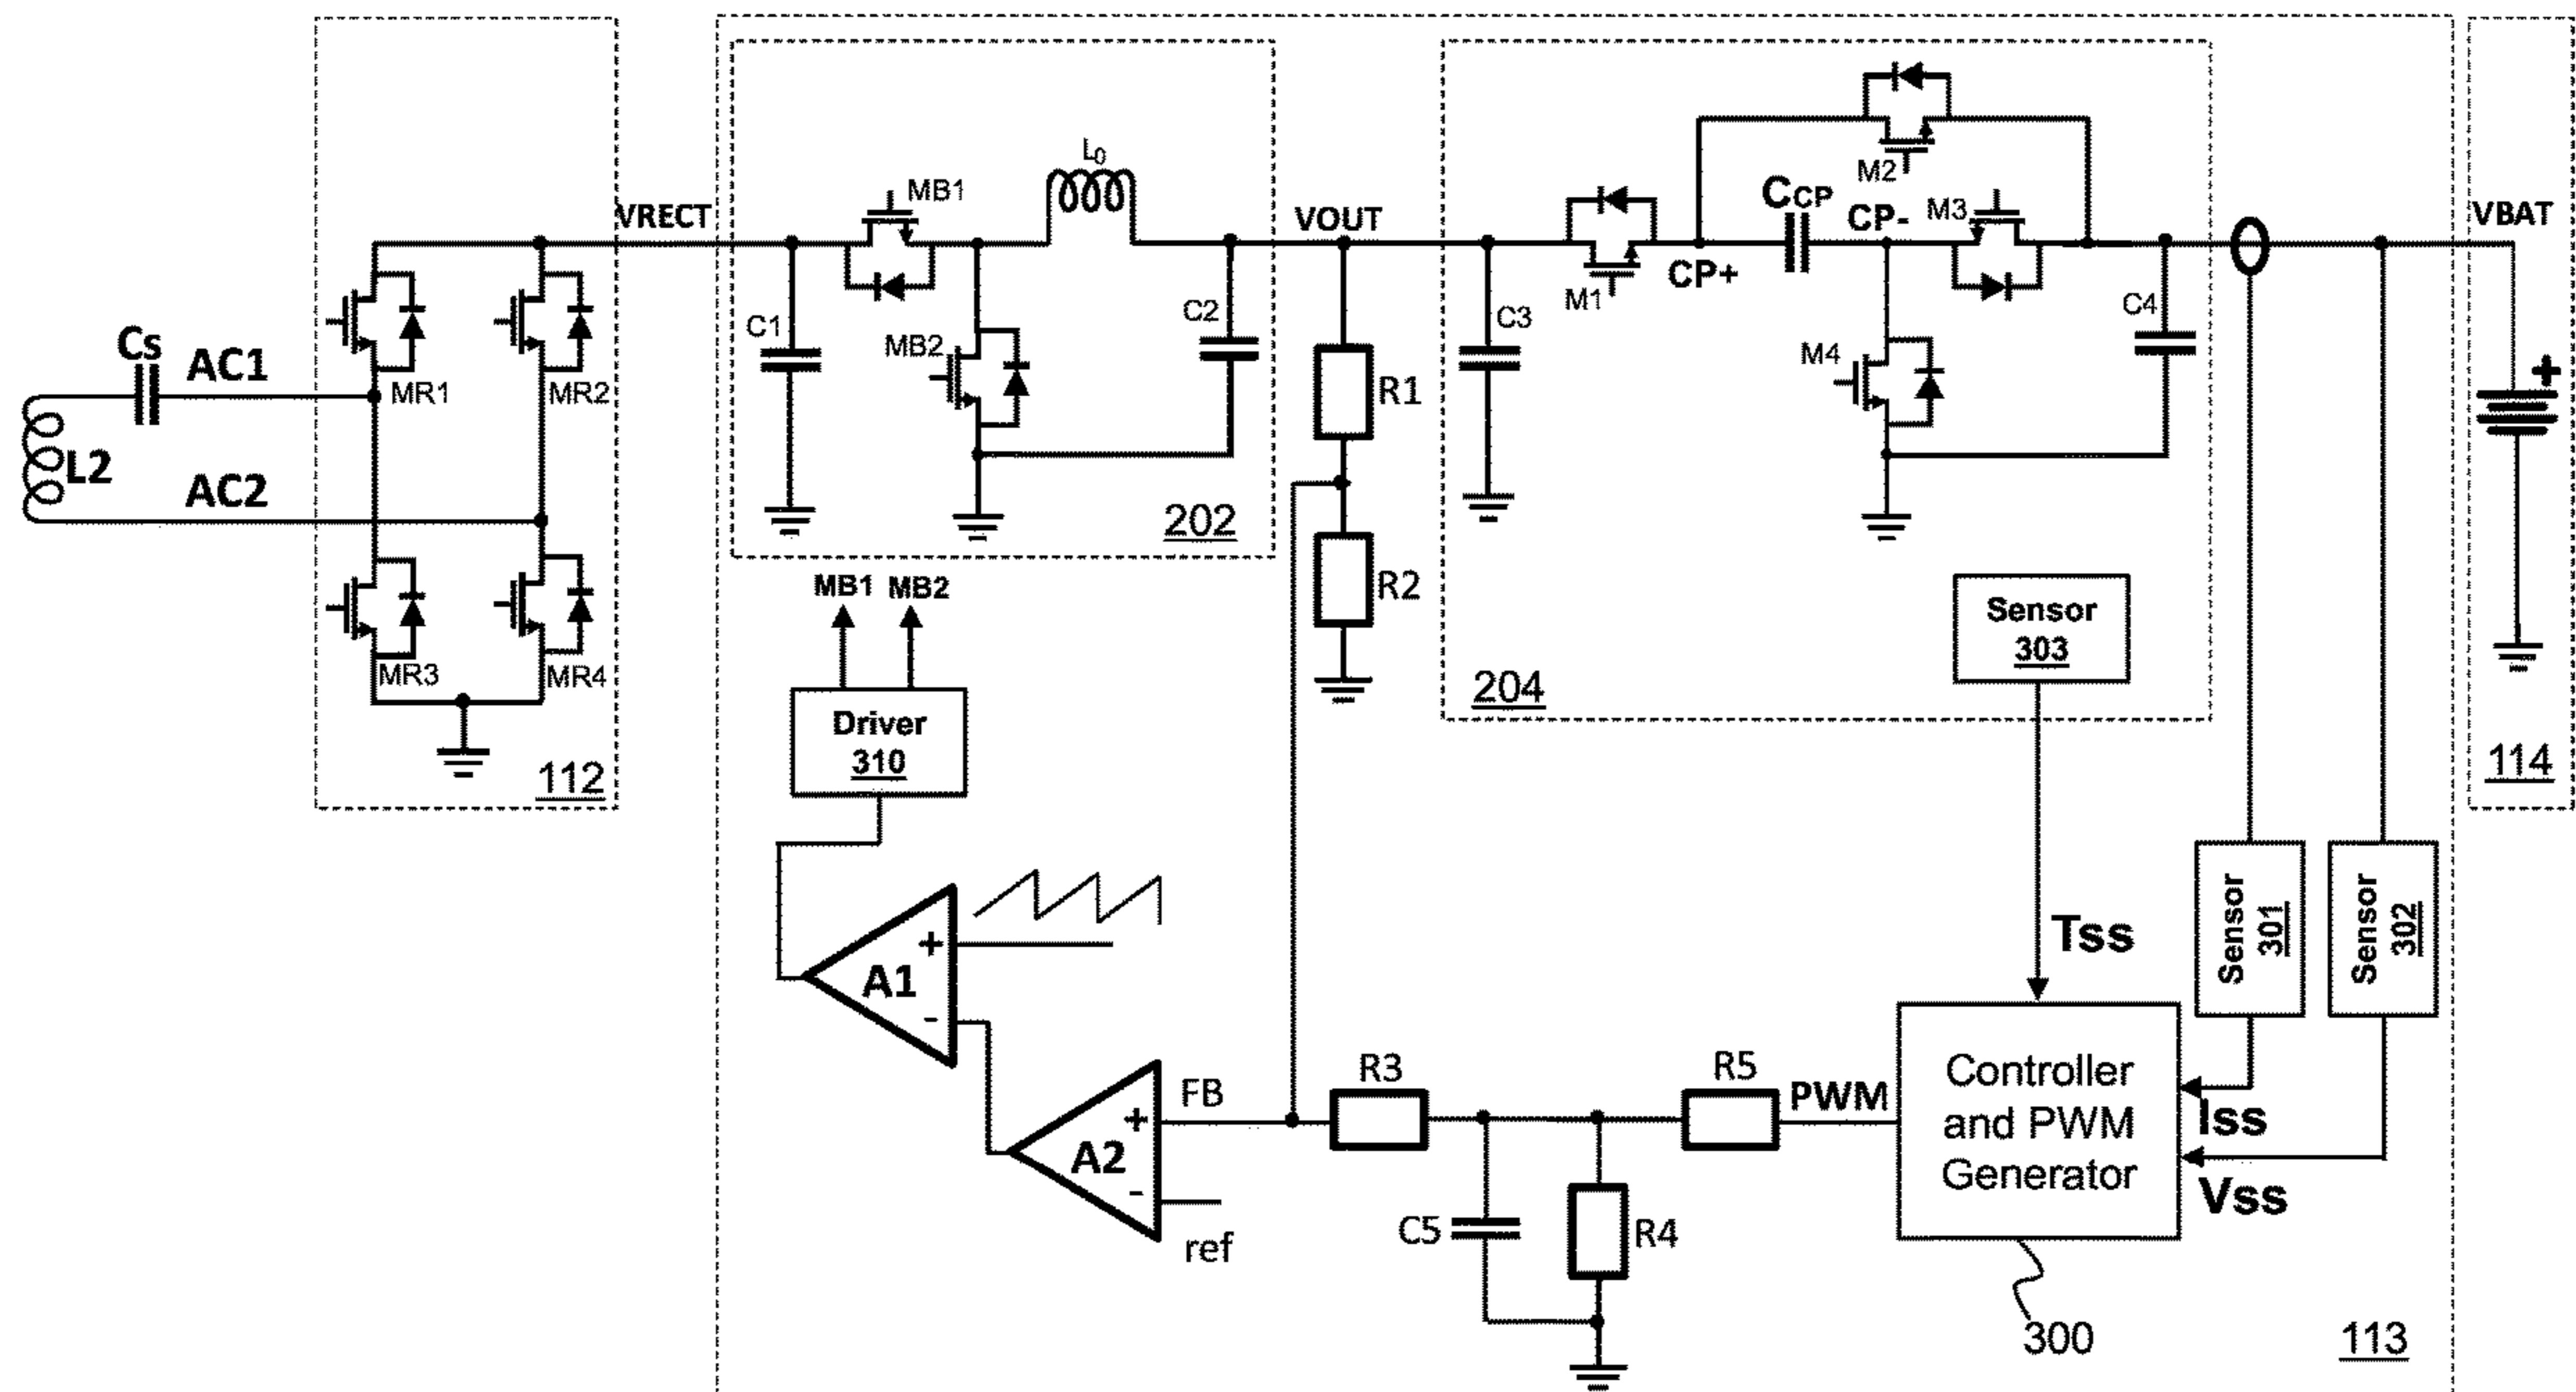 L0
MB1
M2
CCP
CP-
M3
VRECT
VOUT
VBAT
CP+
M1
C1
C2
C3
C4
Cs
AC1
MR1
MR2
MB2
R1
M4
+
L2
AC2
202
R2
MB1 MB2
Sensor
303
MR3
MR4
204
Driver
310
112
114
Sensor
301
Sensor
302
Tss
+
A1
-
R3
R5
PWM
FB
Controller
and PWM
Generator
Iss
+
A2
-
Vss
ref
C5
R4
300
113